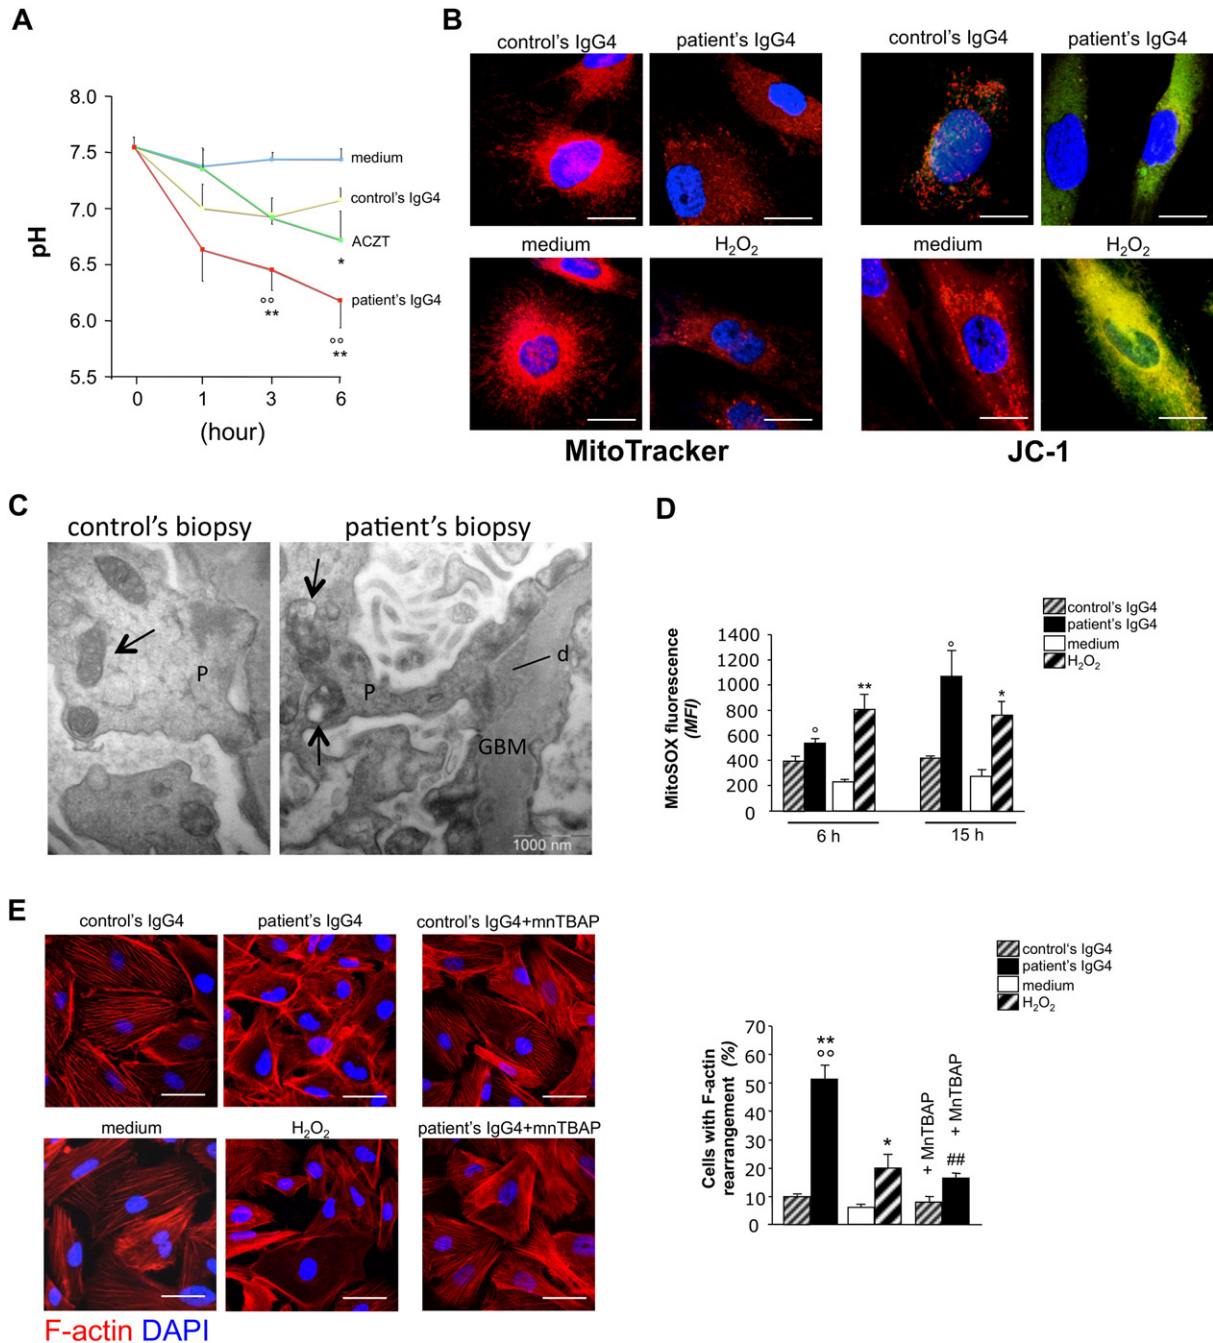 A
8.0
7.5
7.0
6.5
6.0
5.5
pH
0 1 3 6
(hour)
medium
control's IgG4
ACZT
*
patient's IgG4
°°
**
°°
**
B
control's IgG4 patient's IgG4
medium H₂O₂
MitoTracker
control's IgG4 patient's IgG4
medium H₂O₂
JC-1
C
control's biopsy patient's biopsy
P
P
d
GBM
1000 nm
D
MitoSOX fluorescence
(MFI)
1400
1200
1000
800
600
400
200
0
° ** ° *
6 h 15 h
control's IgG4
patient's IgG4
medium
H₂O₂
E
control's IgG4 patient's IgG4 control's IgG4+mnTBAP
medium H₂O₂ patient's IgG4+mnTBAP
F-actin DAPI
control's IgG4
patient's IgG4
medium
H₂O₂
Cells with F-actin
rearrangement (%)
70
60
50
40
30
20
10
0
**
°°
*
+ MnTBAP
##
+ MnTBAP